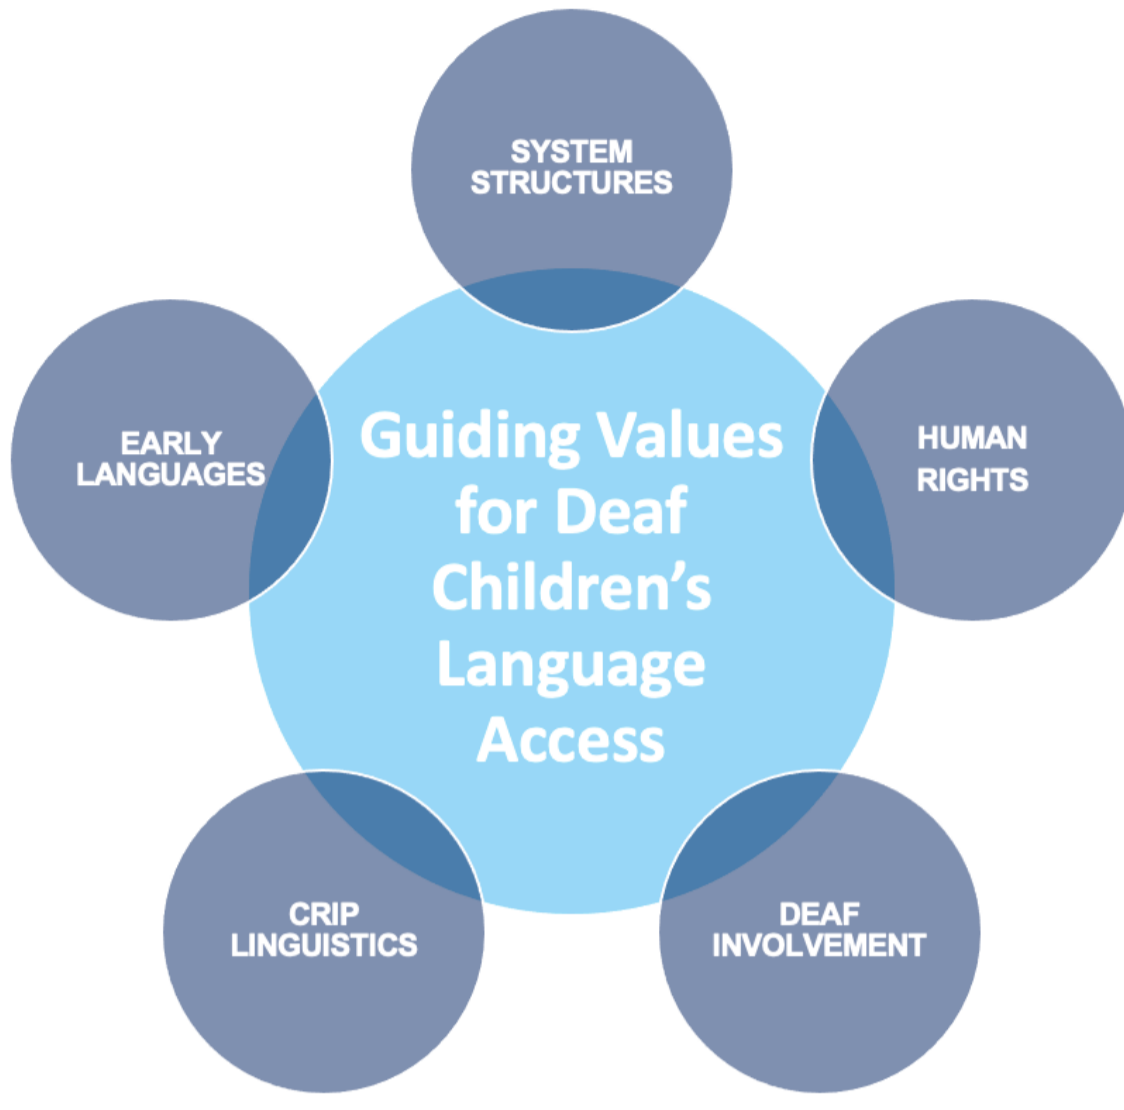 SYSTEM
STRUCTURES
EARLY
LANGUAGES
Guiding Values
for Deaf
Children’s
Language
Access
HUMAN
RIGHTS
CRIP
LINGUISTICS
DEAF
INVOLVEMENT